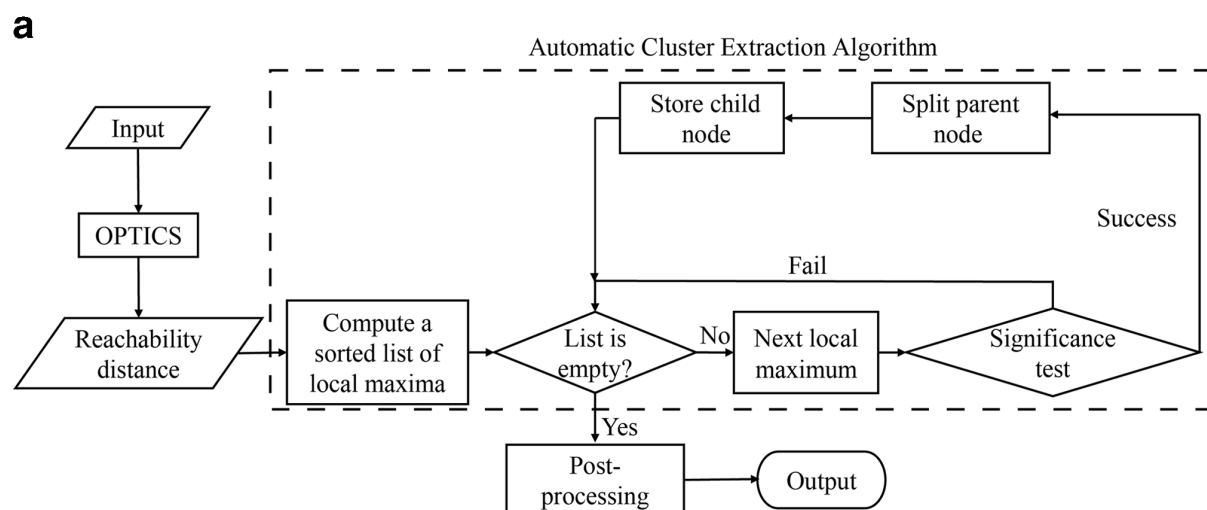 a
Automatic Cluster Extraction Algorithm
Input
OPTICS
Reachability
distance
Store child
node
Split parent
node
Success
Fail
Compute a
sorted list of
local maxima
List is
empty?
No
Next local
maximum
Significance
test
Yes
Post-
processing
Output